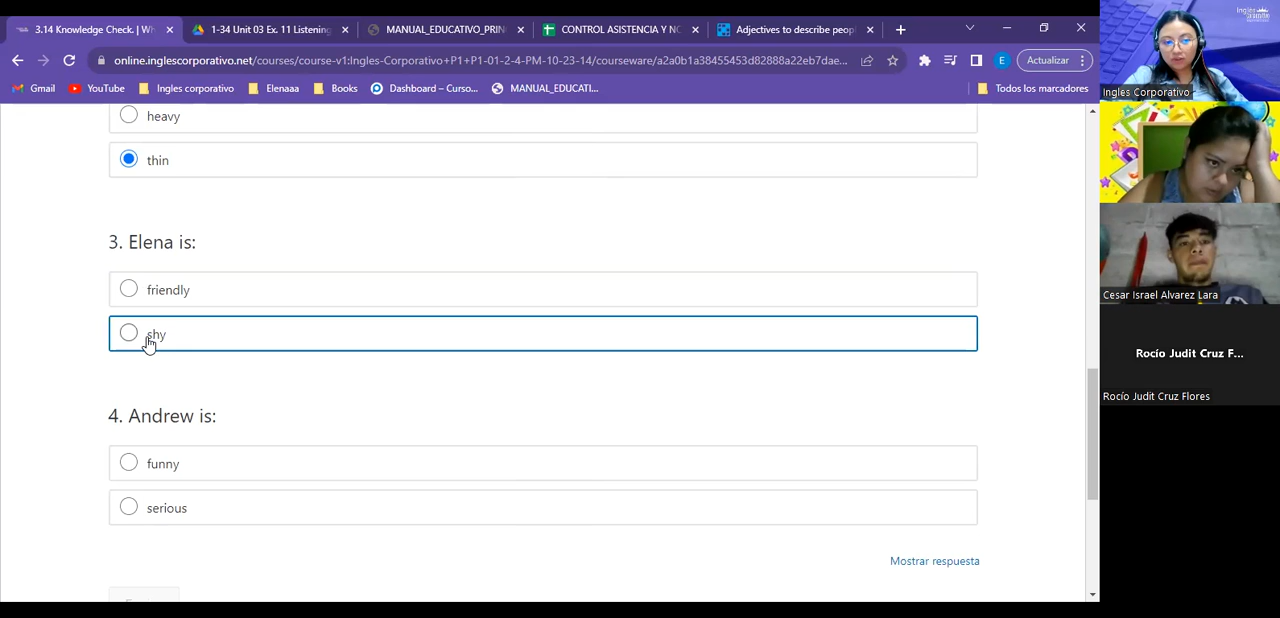 3.14 Knowledge Check. | W
1-34 Unit 03 Ex. 11 Listening
MANUAL_EDUCATIVO_PRIN
CONTROL ASISTENCIA Y NO
Adjectives to describe peopl
online.inglescorporativo.net/courses/course-v1:Ingles-Corporativo+P1+P1-01-2-4-PM-10-23-14/courseware/a2a0b1a38455453d82888a22eb7dae...
E
Actualizar
Gmail
YouTube
Ingles corporativo
Elenaaa
Books
Dashboard – Curso...
MANUAL_EDUCATI...
Todos los marcadores
heavy
thin
3. Elena is:
friendly
shy
4. Andrew is:
funny
serious
Mostrar respuesta
Ingles Corporativo
Cesar Israel Alvarez Lara
Rocío Judit Cruz F...
Rocío Judit Cruz Flores